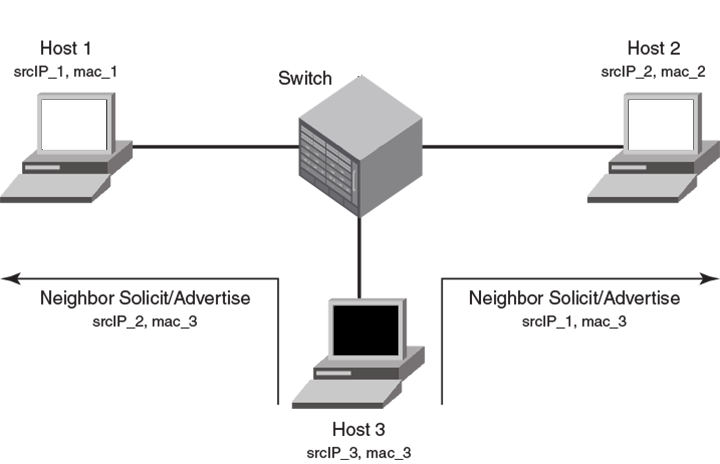 Host 1
srcIP_1, mac_1
Switch
Host 2
srcIP_2, mac_2
Neighbor Solicit/Advertise
srcIP_2, mac_3
Neighbor Solicit/Advertise
srcIP_1, mac_3
Host 3
srcIP_3, mac_3